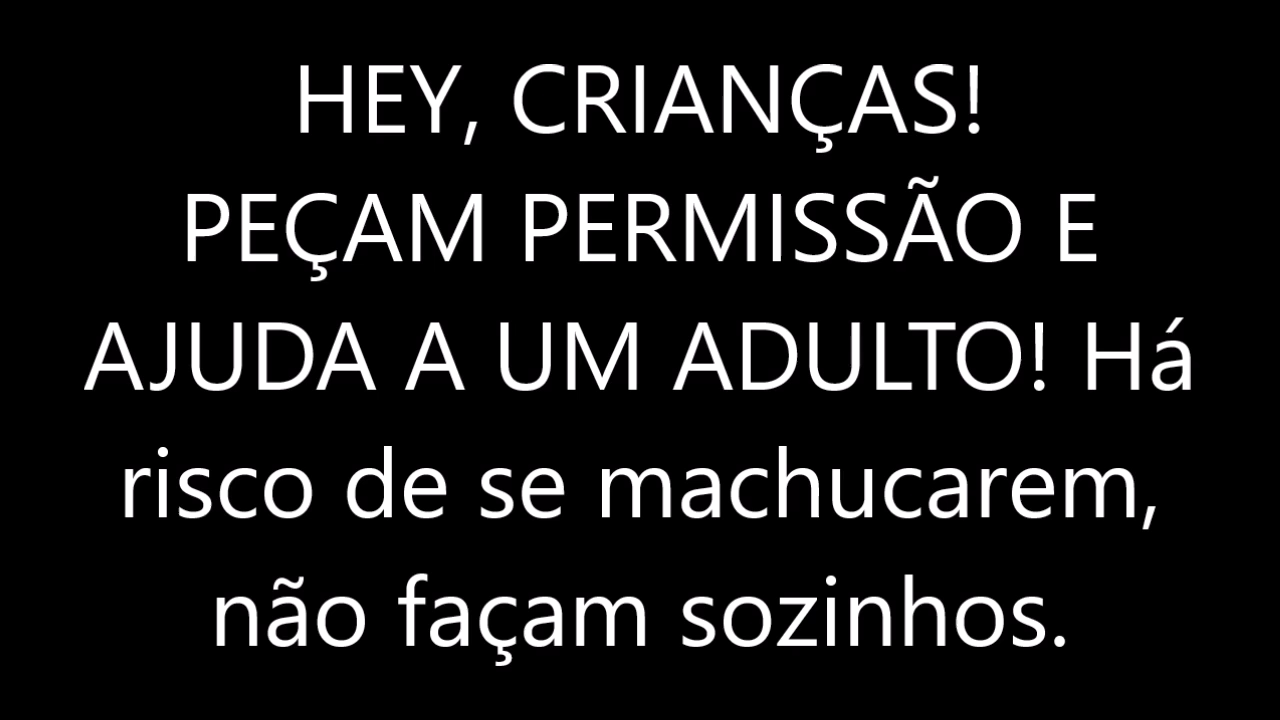 HEY, CRIANÇAS!
PEÇAM PERMISSÃO E
AJUDA A UM ADULTO! Há
risco de se machucarem,
não façam sozinhos.